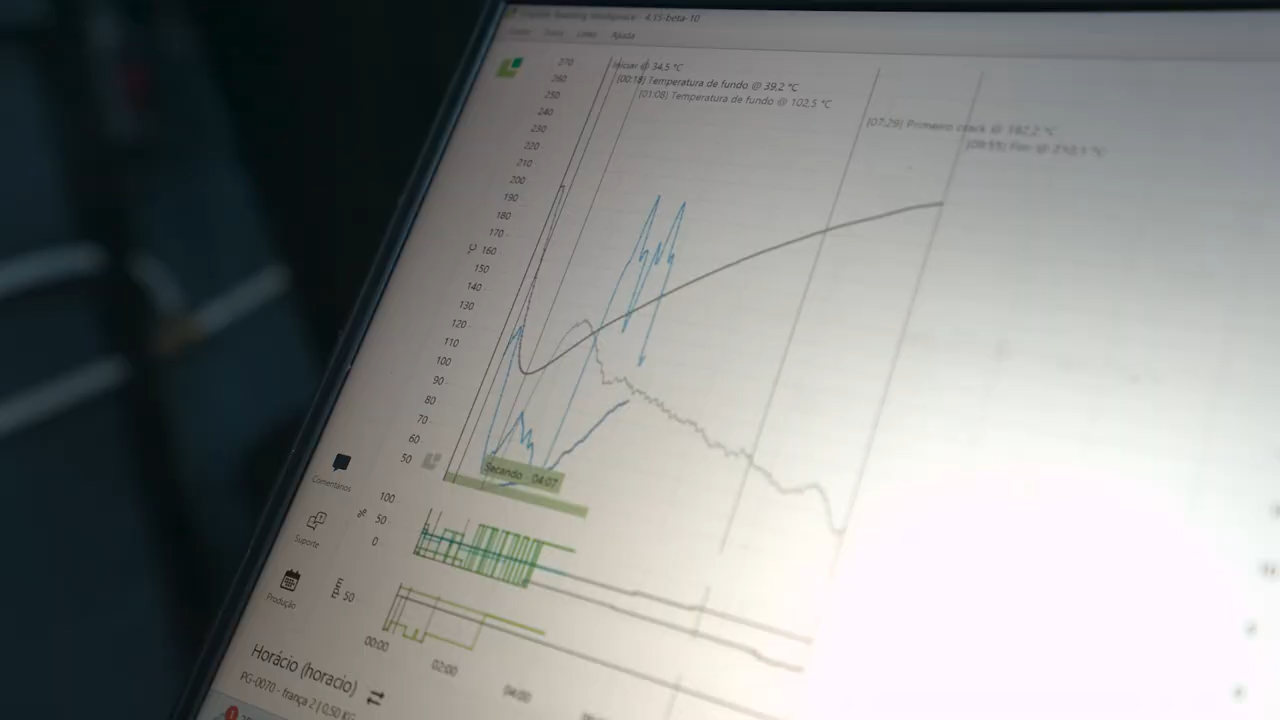 4.15-beta-10
Ajuda
Iniciar @ 34,5 °C
[00:18] Temperatura de fundo @ 39,2 °C
[01:08] Temperatura de fundo @ 102,5 °C
[07:29] Primeiro crack @ 182,2 °C
Fim @ 210,1 °C
270
260
250
240
230
220
210
200
190
180
170
°C 160
150
140
130
120
110
100
90
80
70
60
50
Secando 04:07
Comentários
100
% 50
0
Suporte
rpm 50
Produção
00:00
02:00
04:00
Horácio (horacio)
PG-0070 - frança 2 | 0,50 KG